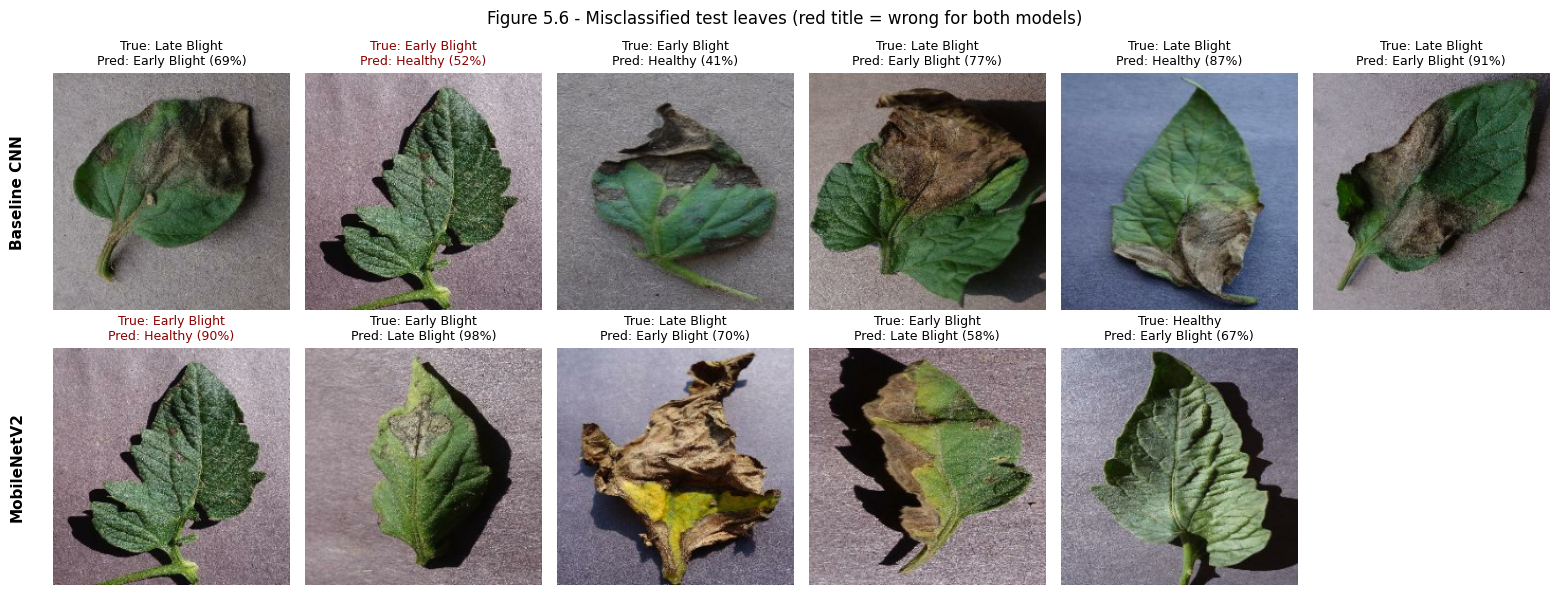 Figure 5.6 - Misclassified test leaves (red title = wrong for both models)
Baseline CNN
True: Late Blight
Pred: Early Blight (69%)
True: Early Blight
Pred: Healthy (52%)
True: Early Blight
Pred: Healthy (41%)
True: Late Blight
Pred: Early Blight (77%)
True: Late Blight
Pred: Healthy (87%)
True: Late Blight
Pred: Early Blight (91%)
MobileNetV2
True: Early Blight
Pred: Healthy (90%)
True: Early Blight
Pred: Late Blight (98%)
True: Late Blight
Pred: Early Blight (70%)
True: Early Blight
Pred: Late Blight (58%)
True: Healthy
Pred: Early Blight (67%)